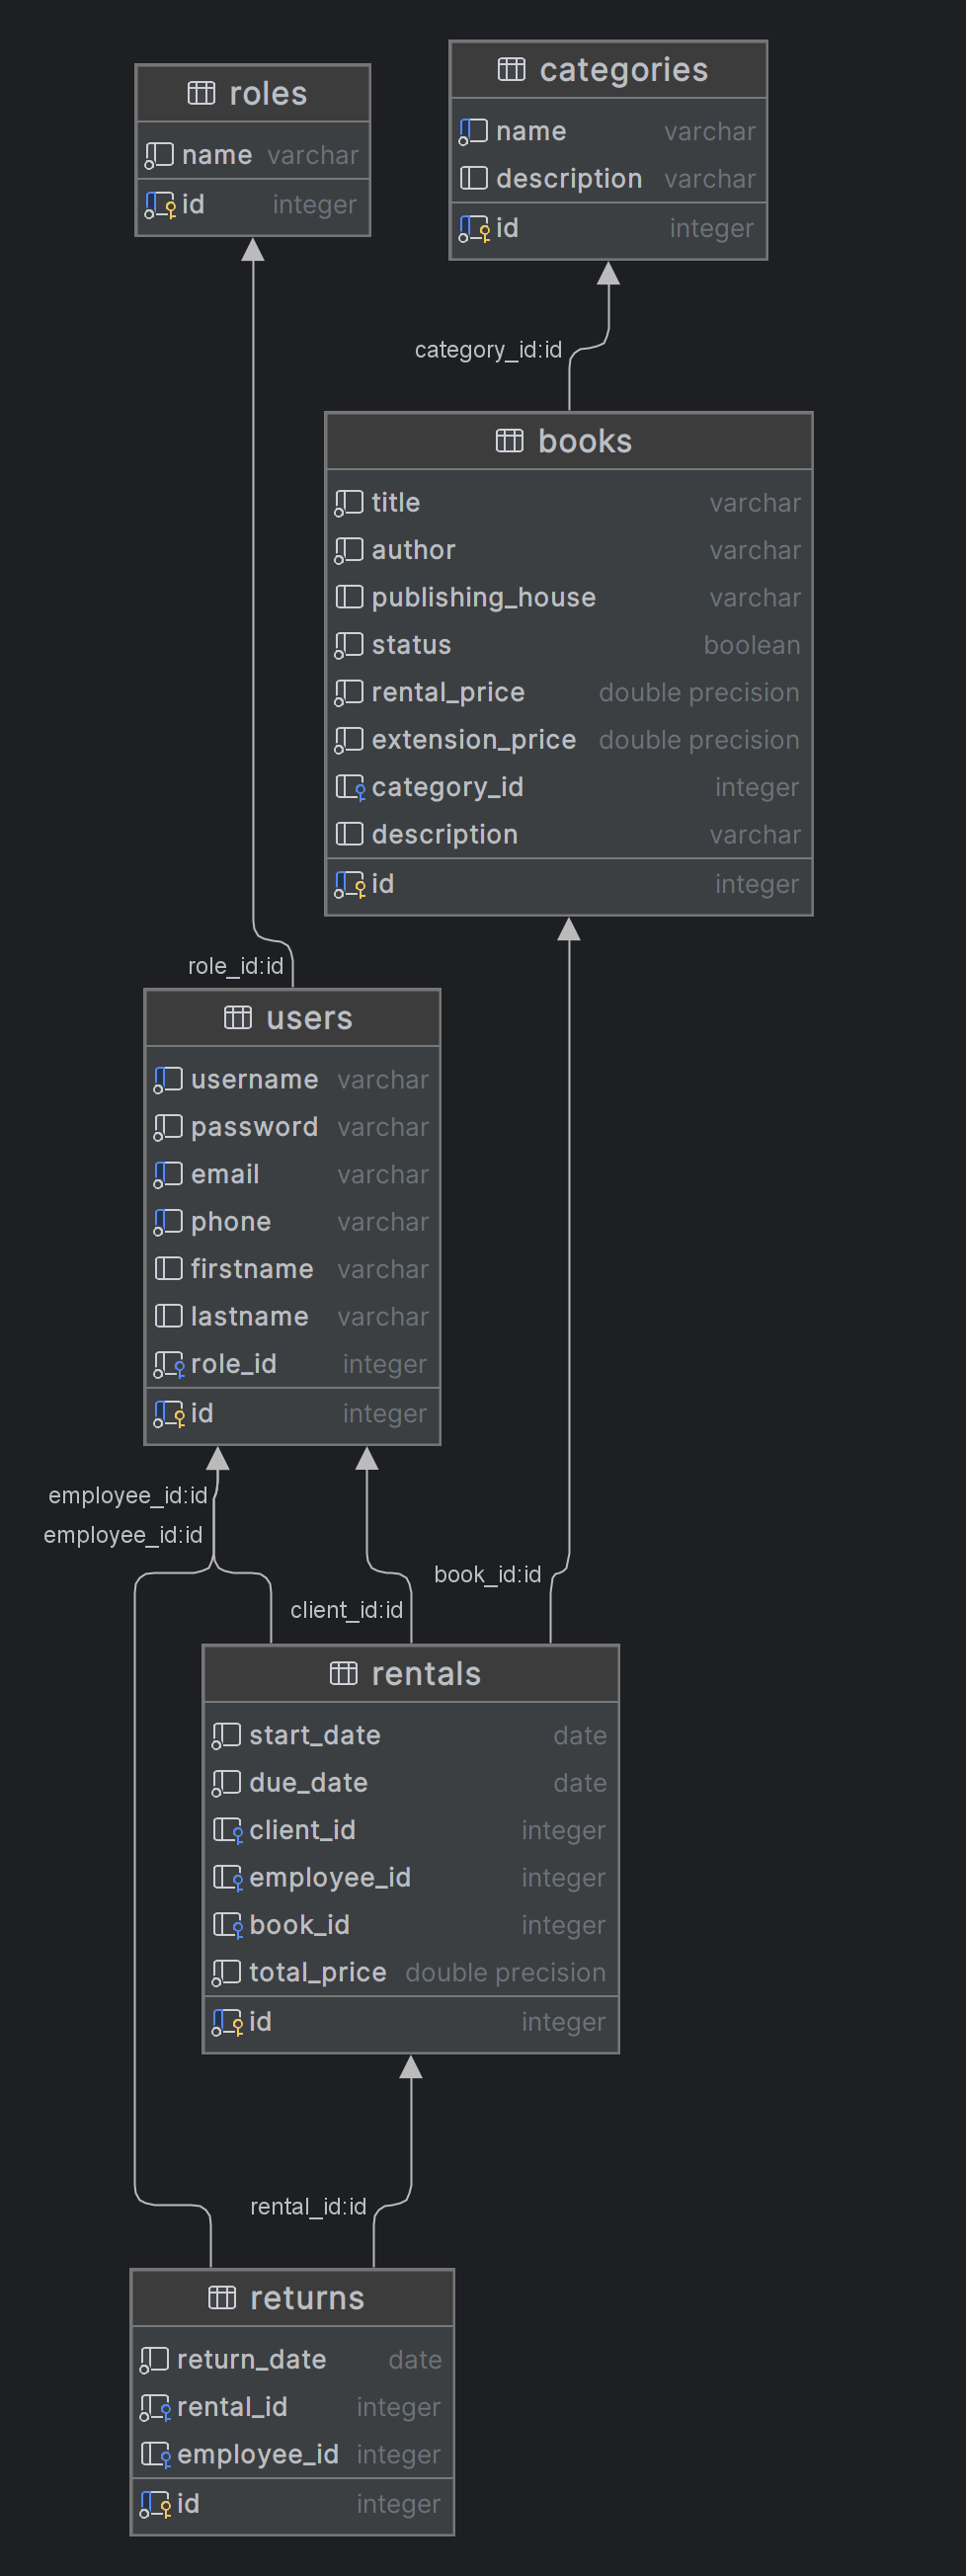 roles
name varchar
id integer
categories
name varchar
description varchar
id integer
category_id:id
books
title varchar
author varchar
publishing_house varchar
status boolean
rental_price double precision
extension_price double precision
category_id integer
description varchar
id integer
role_id:id
users
username varchar
password varchar
email varchar
phone varchar
firstname varchar
lastname varchar
role_id integer
id integer
employee_id:id
employee_id:id
book_id:id
client_id:id
rentals
start_date date
due_date date
client_id integer
employee_id integer
book_id integer
total_price double precision
id integer
rental_id:id
returns
return_date date
rental_id integer
employee_id integer
id integer